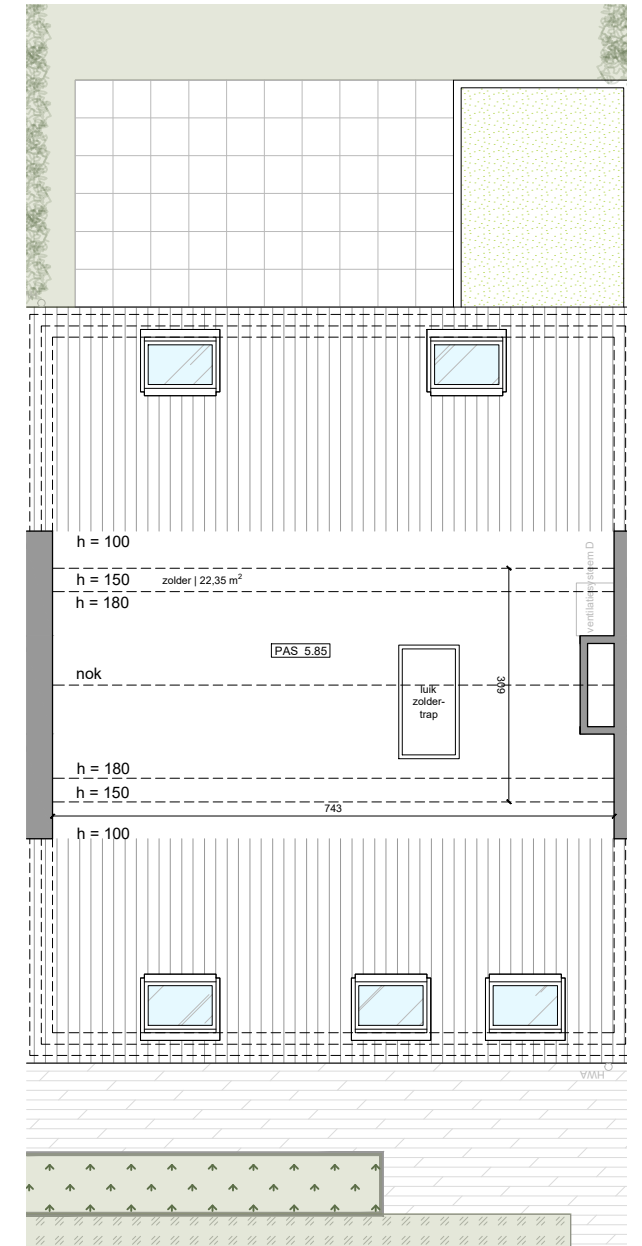 h = 100
ventilatiesysteem D
h = 150
zolder | 22,35 m²
h = 180
PAS 5.85
nok
luik
zolder-
trap
309
h = 180
h = 150
743
h = 100
HWA